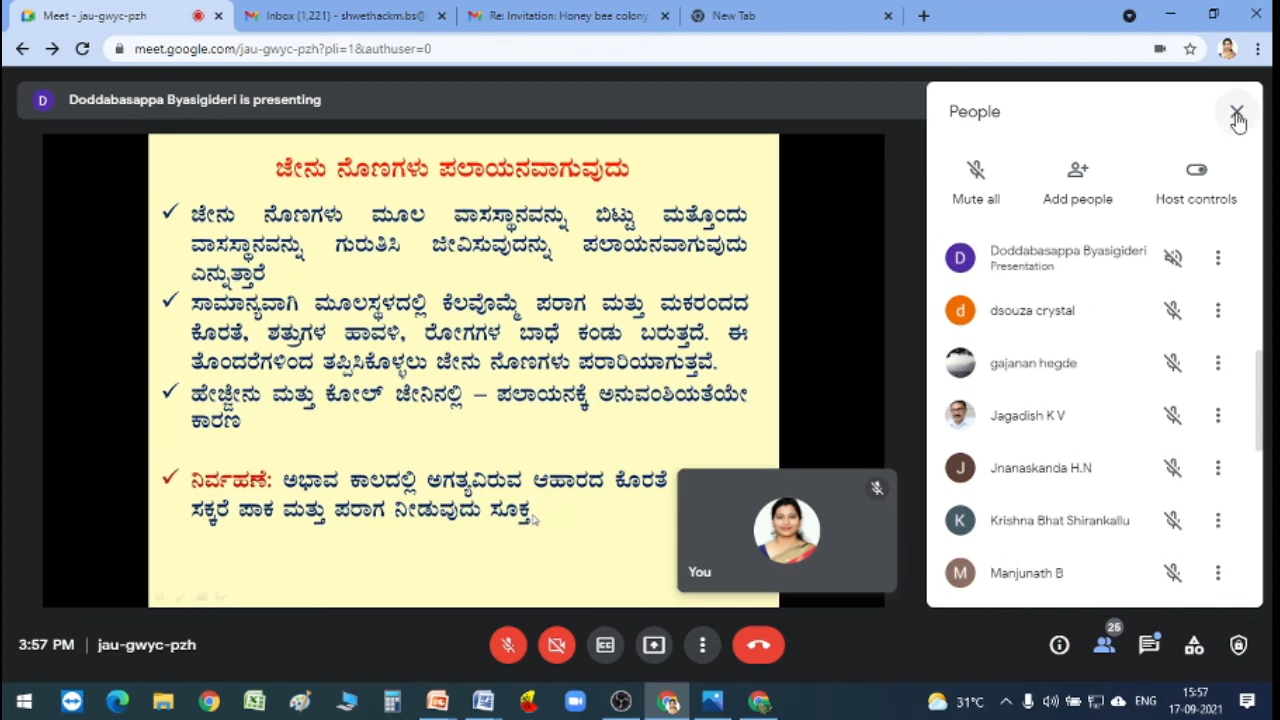 Meet - jau-gwyc-pzh
Inbox (1,221) - shwethackm.bs@
Re: Invitation: Honey bee colony
New Tab
meet.google.com/jau-gwyc-pzh?pli=1&authuser=0
D
Doddabasappa Byasigideri is presenting
ಜೇನು ನೊಣಗಳು ಪಲಾಯನವಾಗುವುದು
✓ ಜೇನು ನೊಣಗಳು ಮೂಲ ವಾಸಸ್ಥಾನವನ್ನು ಬಿಟ್ಟು ಮತ್ತೊಂದು
ವಾಸಸ್ಥಾನವನ್ನು ಗುರುತಿಸಿ ಜೀವಿಸುವುದನ್ನು ಪಲಾಯನವಾಗುವುದು
ಎನ್ನುತ್ತಾರೆ
✓ ಸಾಮಾನ್ಯವಾಗಿ ಮೂಲಸ್ಥಳದಲ್ಲಿ ಕೆಲವೊಮ್ಮೆ ಪರಾಗ ಮತ್ತು ಮಕರಂದದ
ಕೊರತೆ, ಶತ್ರುಗಳ ಹಾವಳಿ, ರೋಗಗಳ ಬಾಧೆ ಕಂಡು ಬರುತ್ತದೆ. ಈ
ತೊಂದರೆಗಳಿಂದ ತಪ್ಪಿಸಿಕೊಳ್ಳಲು ಜೇನು ನೊಣಗಳು ಪರಾರಿಯಾಗುತ್ತವೆ.
✓ ಹೇಜ್ಜೇನು ಮತ್ತು ಕೋಲ್ ಜೇನಿನಲ್ಲಿ – ಪಲಾಯನಕ್ಕೆ ಅನುವಂಶಿಯತೆಯೇ
ಕಾರಣ
✓ ನಿರ್ವಹಣೆ: ಅಭಾವ ಕಾಲದಲ್ಲಿ ಅಗತ್ಯವಿರುವ ಆಹಾರದ ಕೊರತೆ
ಸಕ್ಕರೆ ಪಾಕ ಮತ್ತು ಪರಾಗ ನೀಡುವುದು ಸೂಕ್ತ
You
People
Mute all
Add people
Host controls
D
Doddabasappa Byasigideri
Presentation
d
dsouza crystal
gajanan hegde
Jagadish K V
J
Jnanaskanda H.N
K
Krishna Bhat Shirankallu
M
Manjunath B
3:57 PM | jau-gwyc-pzh
CC
25
31°C
ENG
15:57
17-09-2021